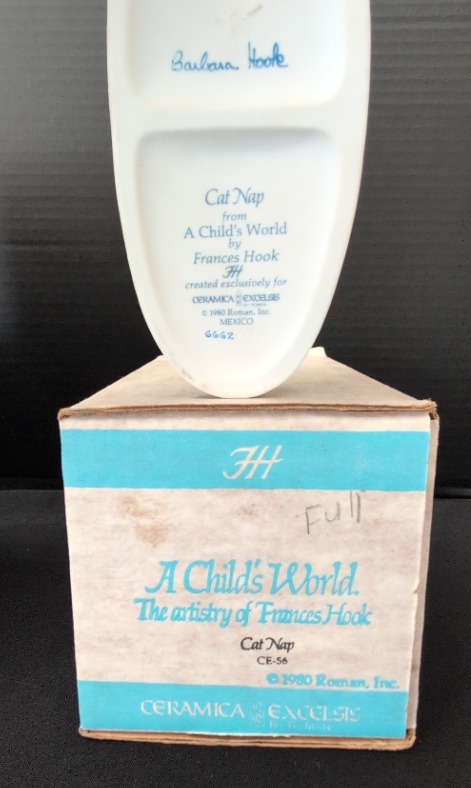 Barbara Hook
Cat Nap
from
A Child's World
by
Frances Hook
FH
created exclusively for
CERAMICA EXCELSIS
© 1980 Roman, Inc.
MEXICO
6662
FH
Full
A Child's World.
The artistry of Frances Hook
Cat Nap
CE-56
© 1980 Roman, Inc.
CERAMICA EXCELSIS